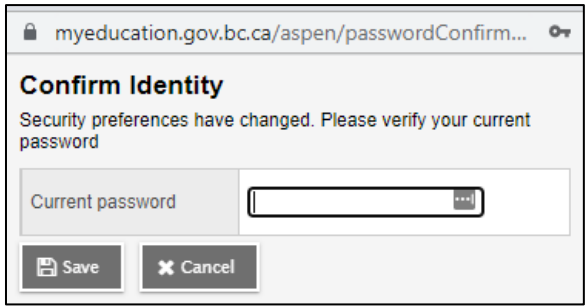 myeducation.gov.bc.ca/aspen/passwordConfirm...
Confirm Identity
Security preferences have changed. Please verify your current
password
Current password
Save Cancel